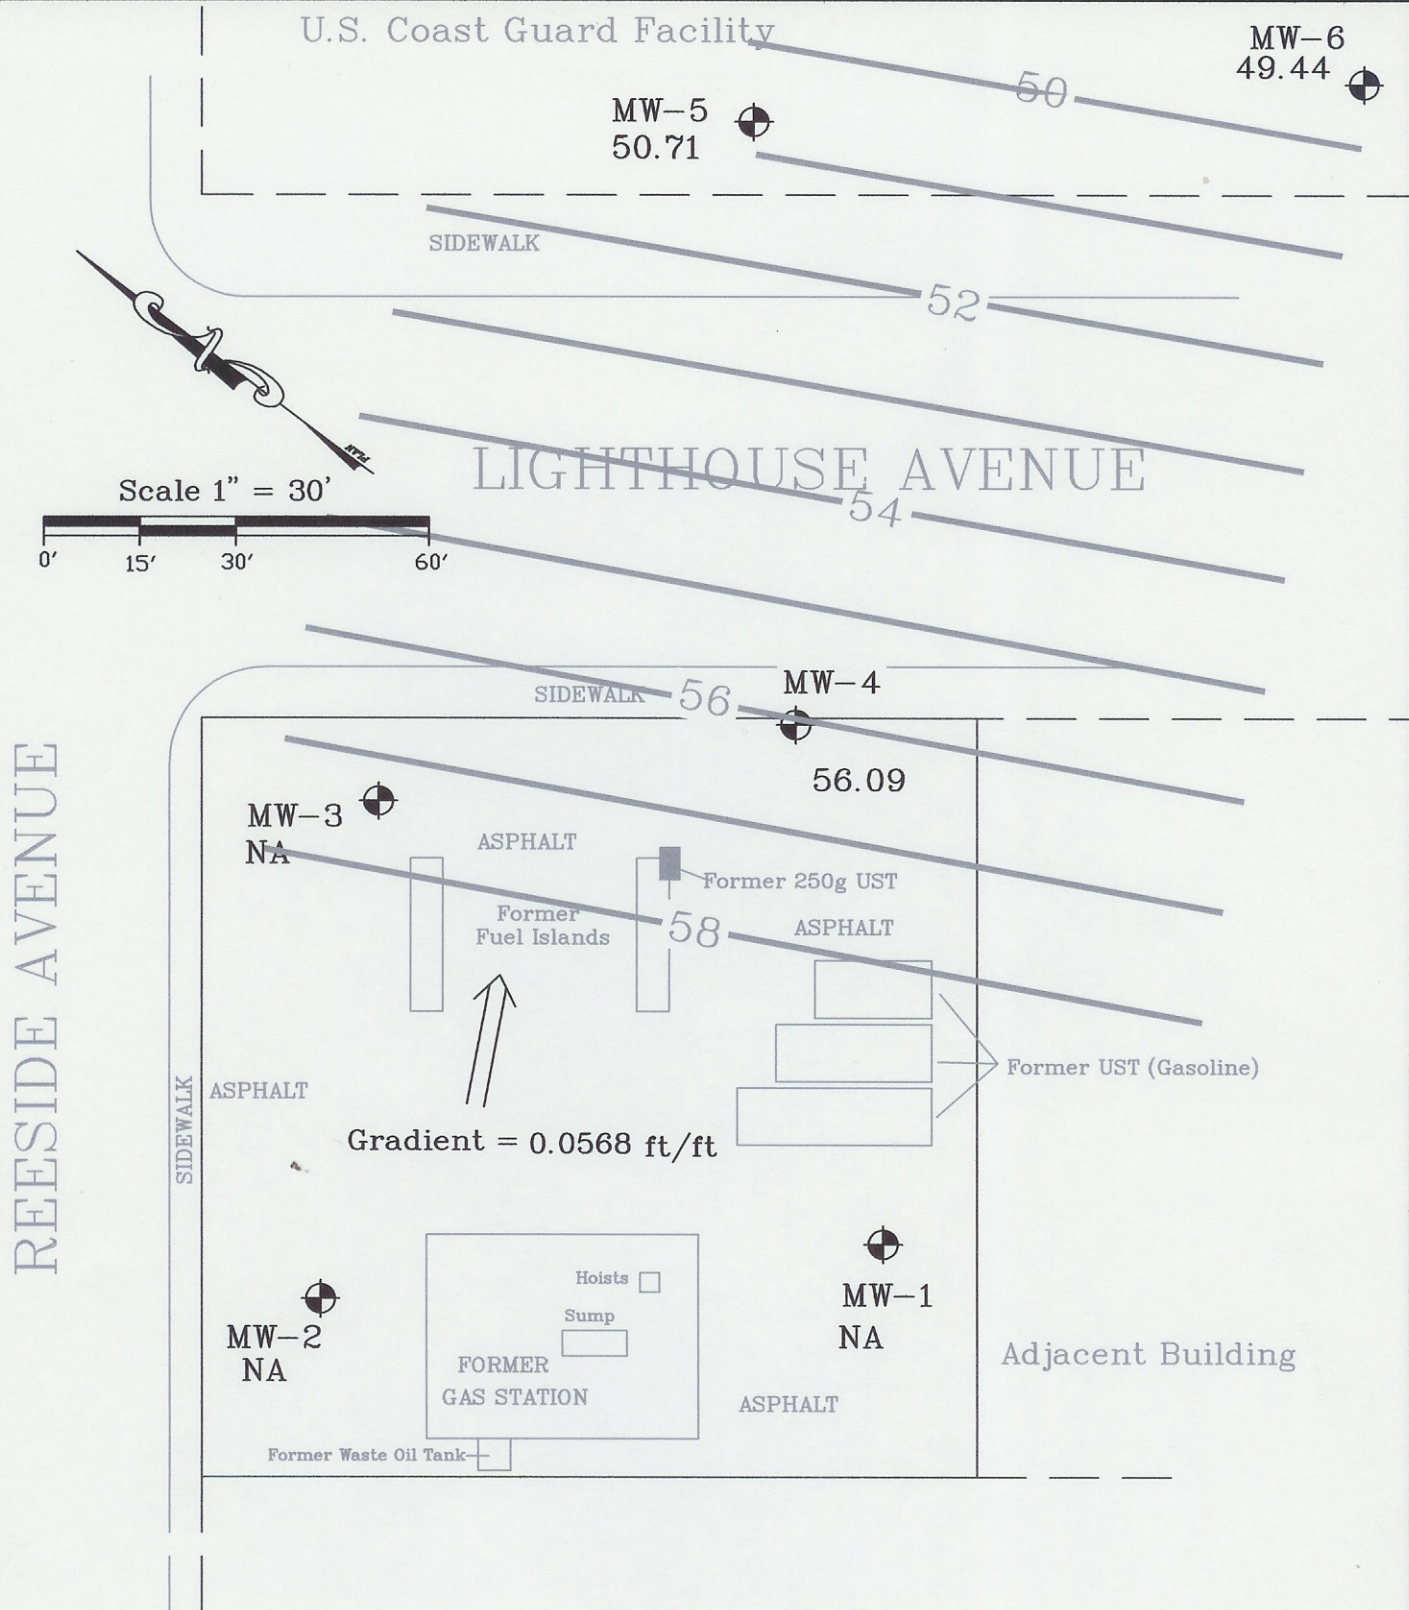 U.S. Coast Guard Facility
MW-6
49.44
50
MW-5
50.71
SIDEWALK
52
LIGHTHOUSE AVENUE
54
PLAN
Scale 1" = 30'
0' 15' 30' 60'
SIDEWALK
56
MW-4
56.09
MW-3
NA
ASPHALT
Former 250g UST
Former
Fuel Islands
58
ASPHALT
REESIDE AVENUE
SIDEWALK
ASPHALT
Former UST (Gasoline)
Gradient = 0.0568 ft/ft
Hoists
Sump
MW-1
NA
MW-2
NA
FORMER
GAS STATION
Adjacent Building
ASPHALT
Former Waste Oil Tank